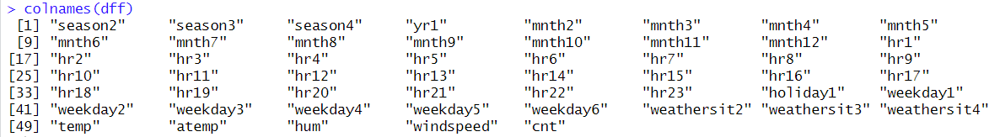 > colnames(dff)
[1] "season2" "season3" "season4" "yr1" "mnth2" "mnth3" "mnth4" "mnth5"
[9] "mnth6" "mnth7" "mnth8" "mnth9" "mnth10" "mnth11" "mnth12" "hr1"
[17] "hr2" "hr3" "hr4" "hr5" "hr6" "hr7" "hr8" "hr9"
[25] "hr10" "hr11" "hr12" "hr13" "hr14" "hr15" "hr16" "hr17"
[33] "hr18" "hr19" "hr20" "hr21" "hr22" "hr23" "holiday1" "weekday1"
[41] "weekday2" "weekday3" "weekday4" "weekday5" "weekday6" "weathersit2" "weathersit3" "weathersit4"
[49] "temp" "atemp" "hum" "windspeed" "cnt"